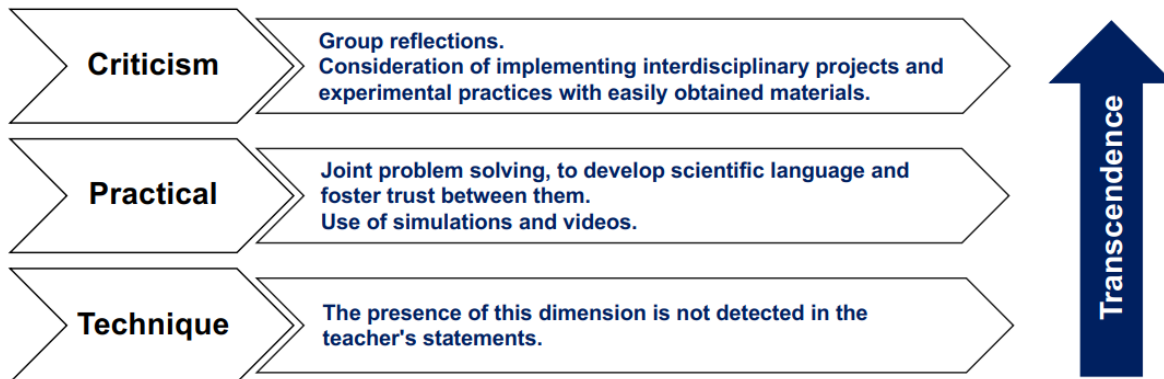 Criticism
Group reflections.
Consideration of implementing interdisciplinary projects and
experimental practices with easily obtained materials.
Practical
Joint problem solving, to develop scientific language and
foster trust between them.
Use of simulations and videos.
Technique
The presence of this dimension is not detected in the
teacher's statements.
Transcendence